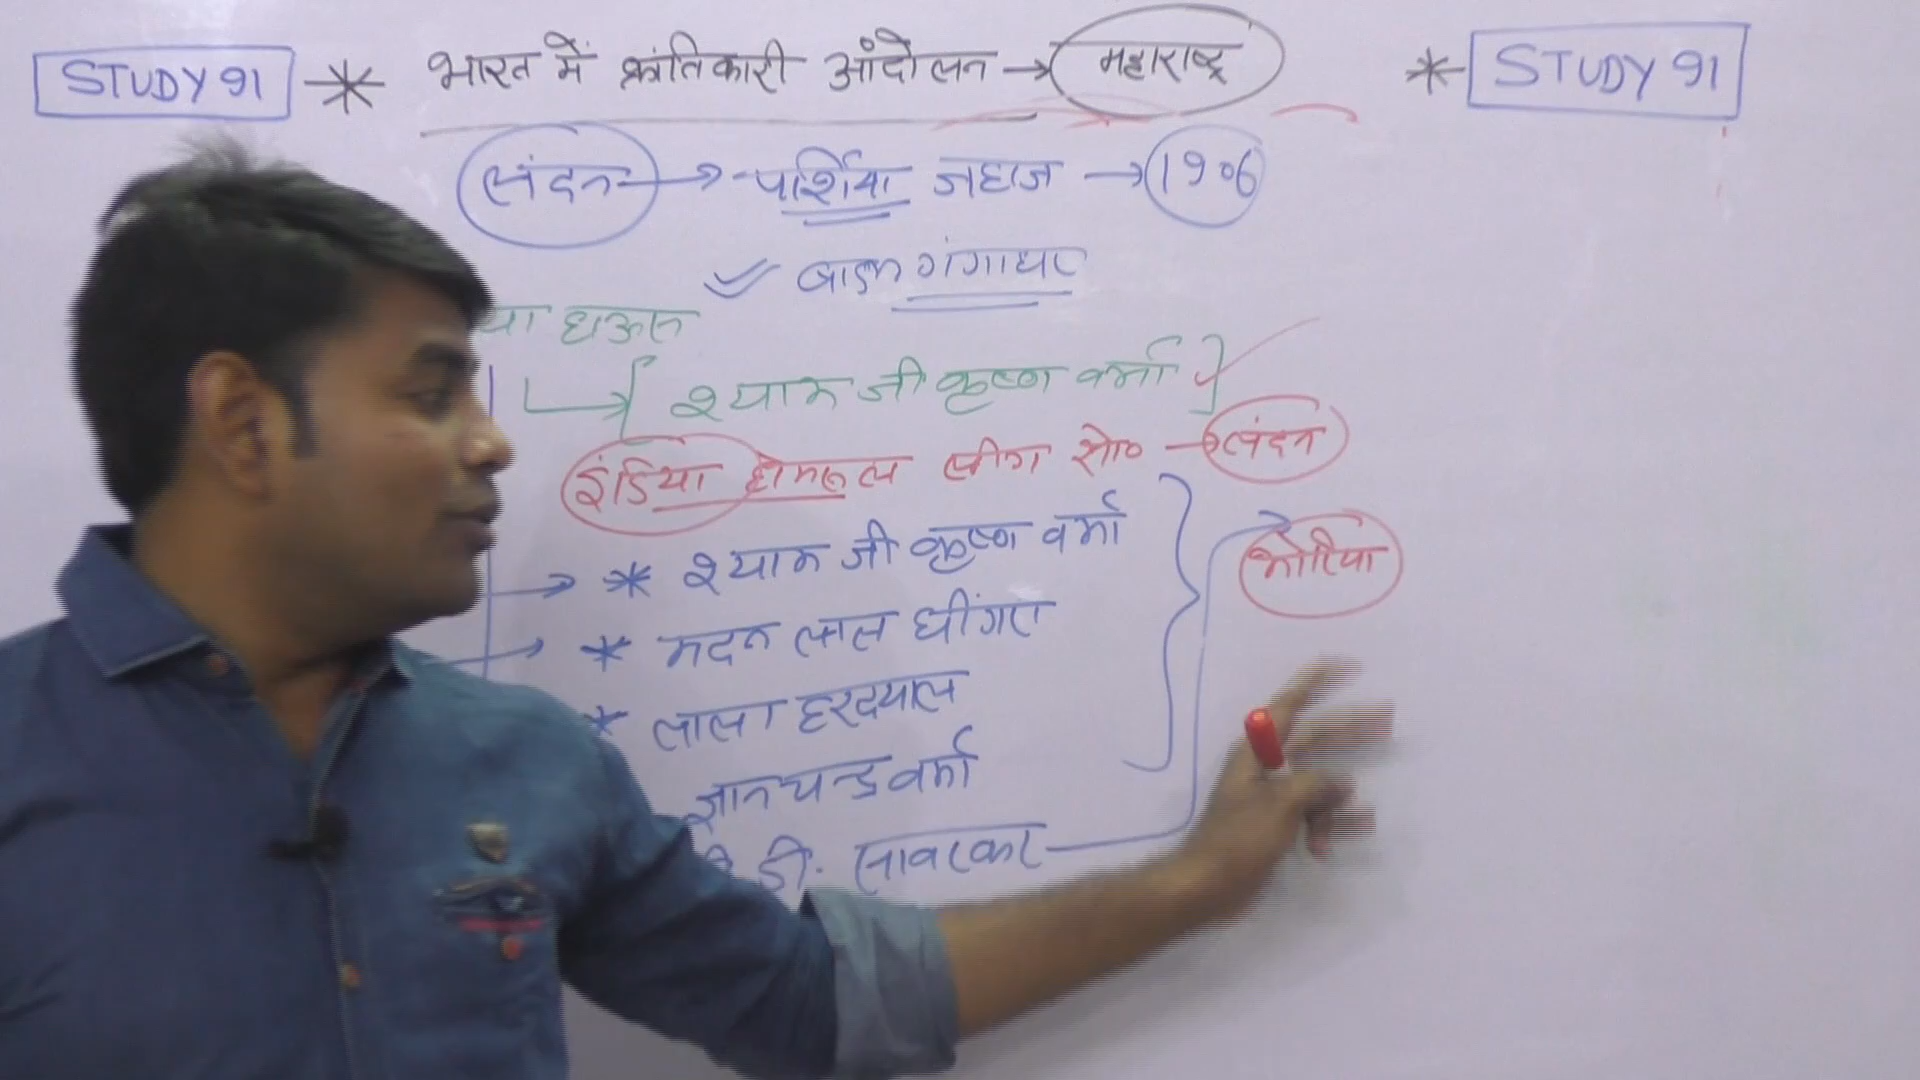 STUDY 91 * भारत में क्रांतिकारी आंदोलन → महाराष्ट्र * STUDY 91
लंदन → पर्शिया जहाज → 1906
बाल गंगाधर
या हाऊस
→ { श्याम जी कृष्ण वर्मा }
इंडिया होमरूल लीग सो० → लंदन
→ * श्याम जी कृष्ण वर्मा
मोरिया
→ * मदन लाल धींगरा
* लाला हरदयाल
ज्ञानचन्द्र वर्मा
डी. सावरकर